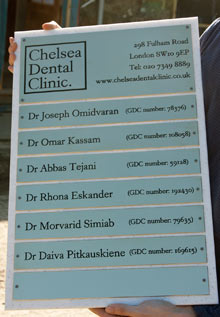 Chelsea
Dental
Clinic.
298 Fulham Road
London SW10 9EP
Tel: 020 7349 8889
www.chelseadentalclinic.co.uk
Dr Joseph Omidvaran (GDC number: 78376)
Dr Omar Kassam (GDC number: 108058)
Dr Abbas Tejani (GDC number: 59128)
Dr Rhona Eskander (GDC number: 192430)
Dr Morvarid Simiab (GDC number: 79635)
Dr Daiva Pitkauskiene (GDC number: 169615)